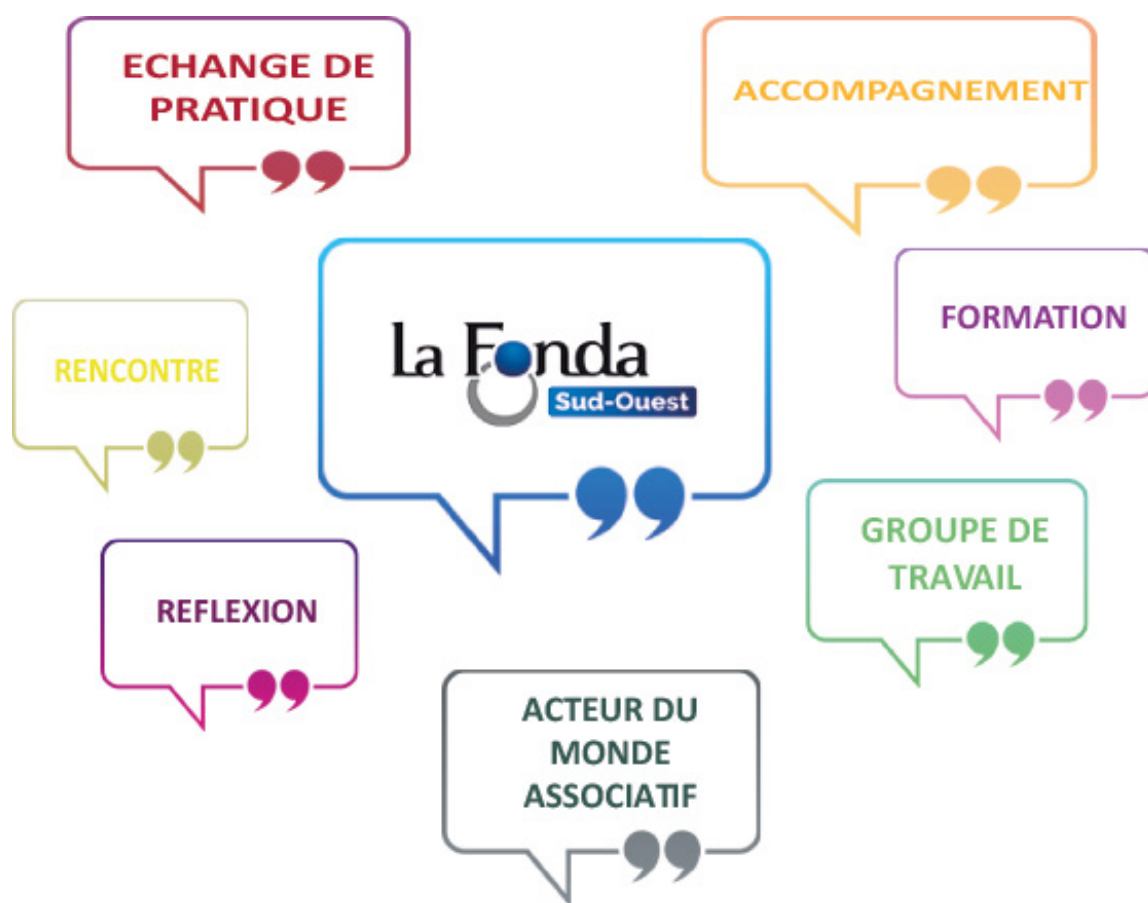 ECHANGE DE
PRATIQUE
ACCOMPAGNEMENT
La Fonda
Sud-Ouest
FORMATION
RENCONTRE
GROUPE DE
TRAVAIL
REFLEXION
ACTEUR DU
MONDE
ASSOCIATIF